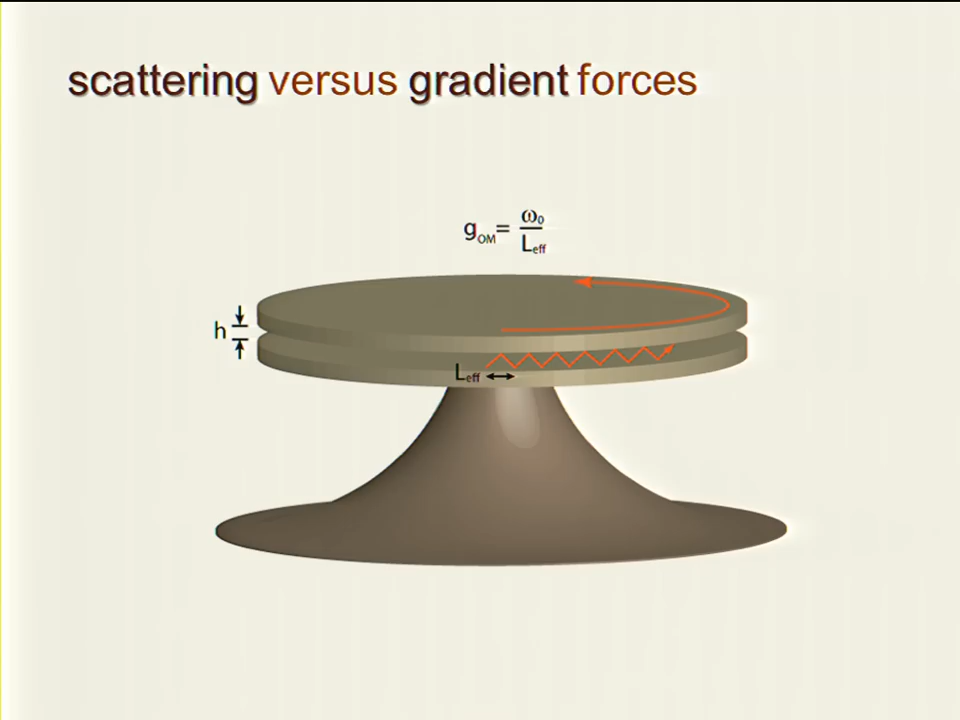 scattering versus gradient forces
g_OM = ω₀/L_eff
h
L_eff